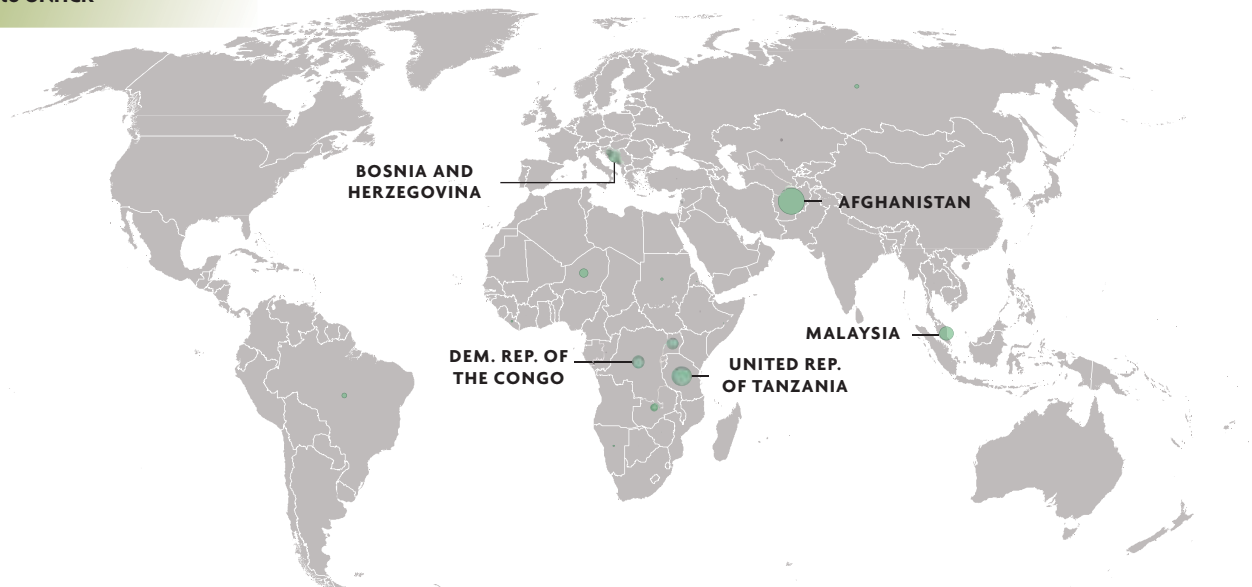 BOSNIA AND
HERZEGOVINA
AFGHANISTAN
MALAYSIA
DEM. REP. OF
THE CONGO
UNITED REP.
OF TANZANIA